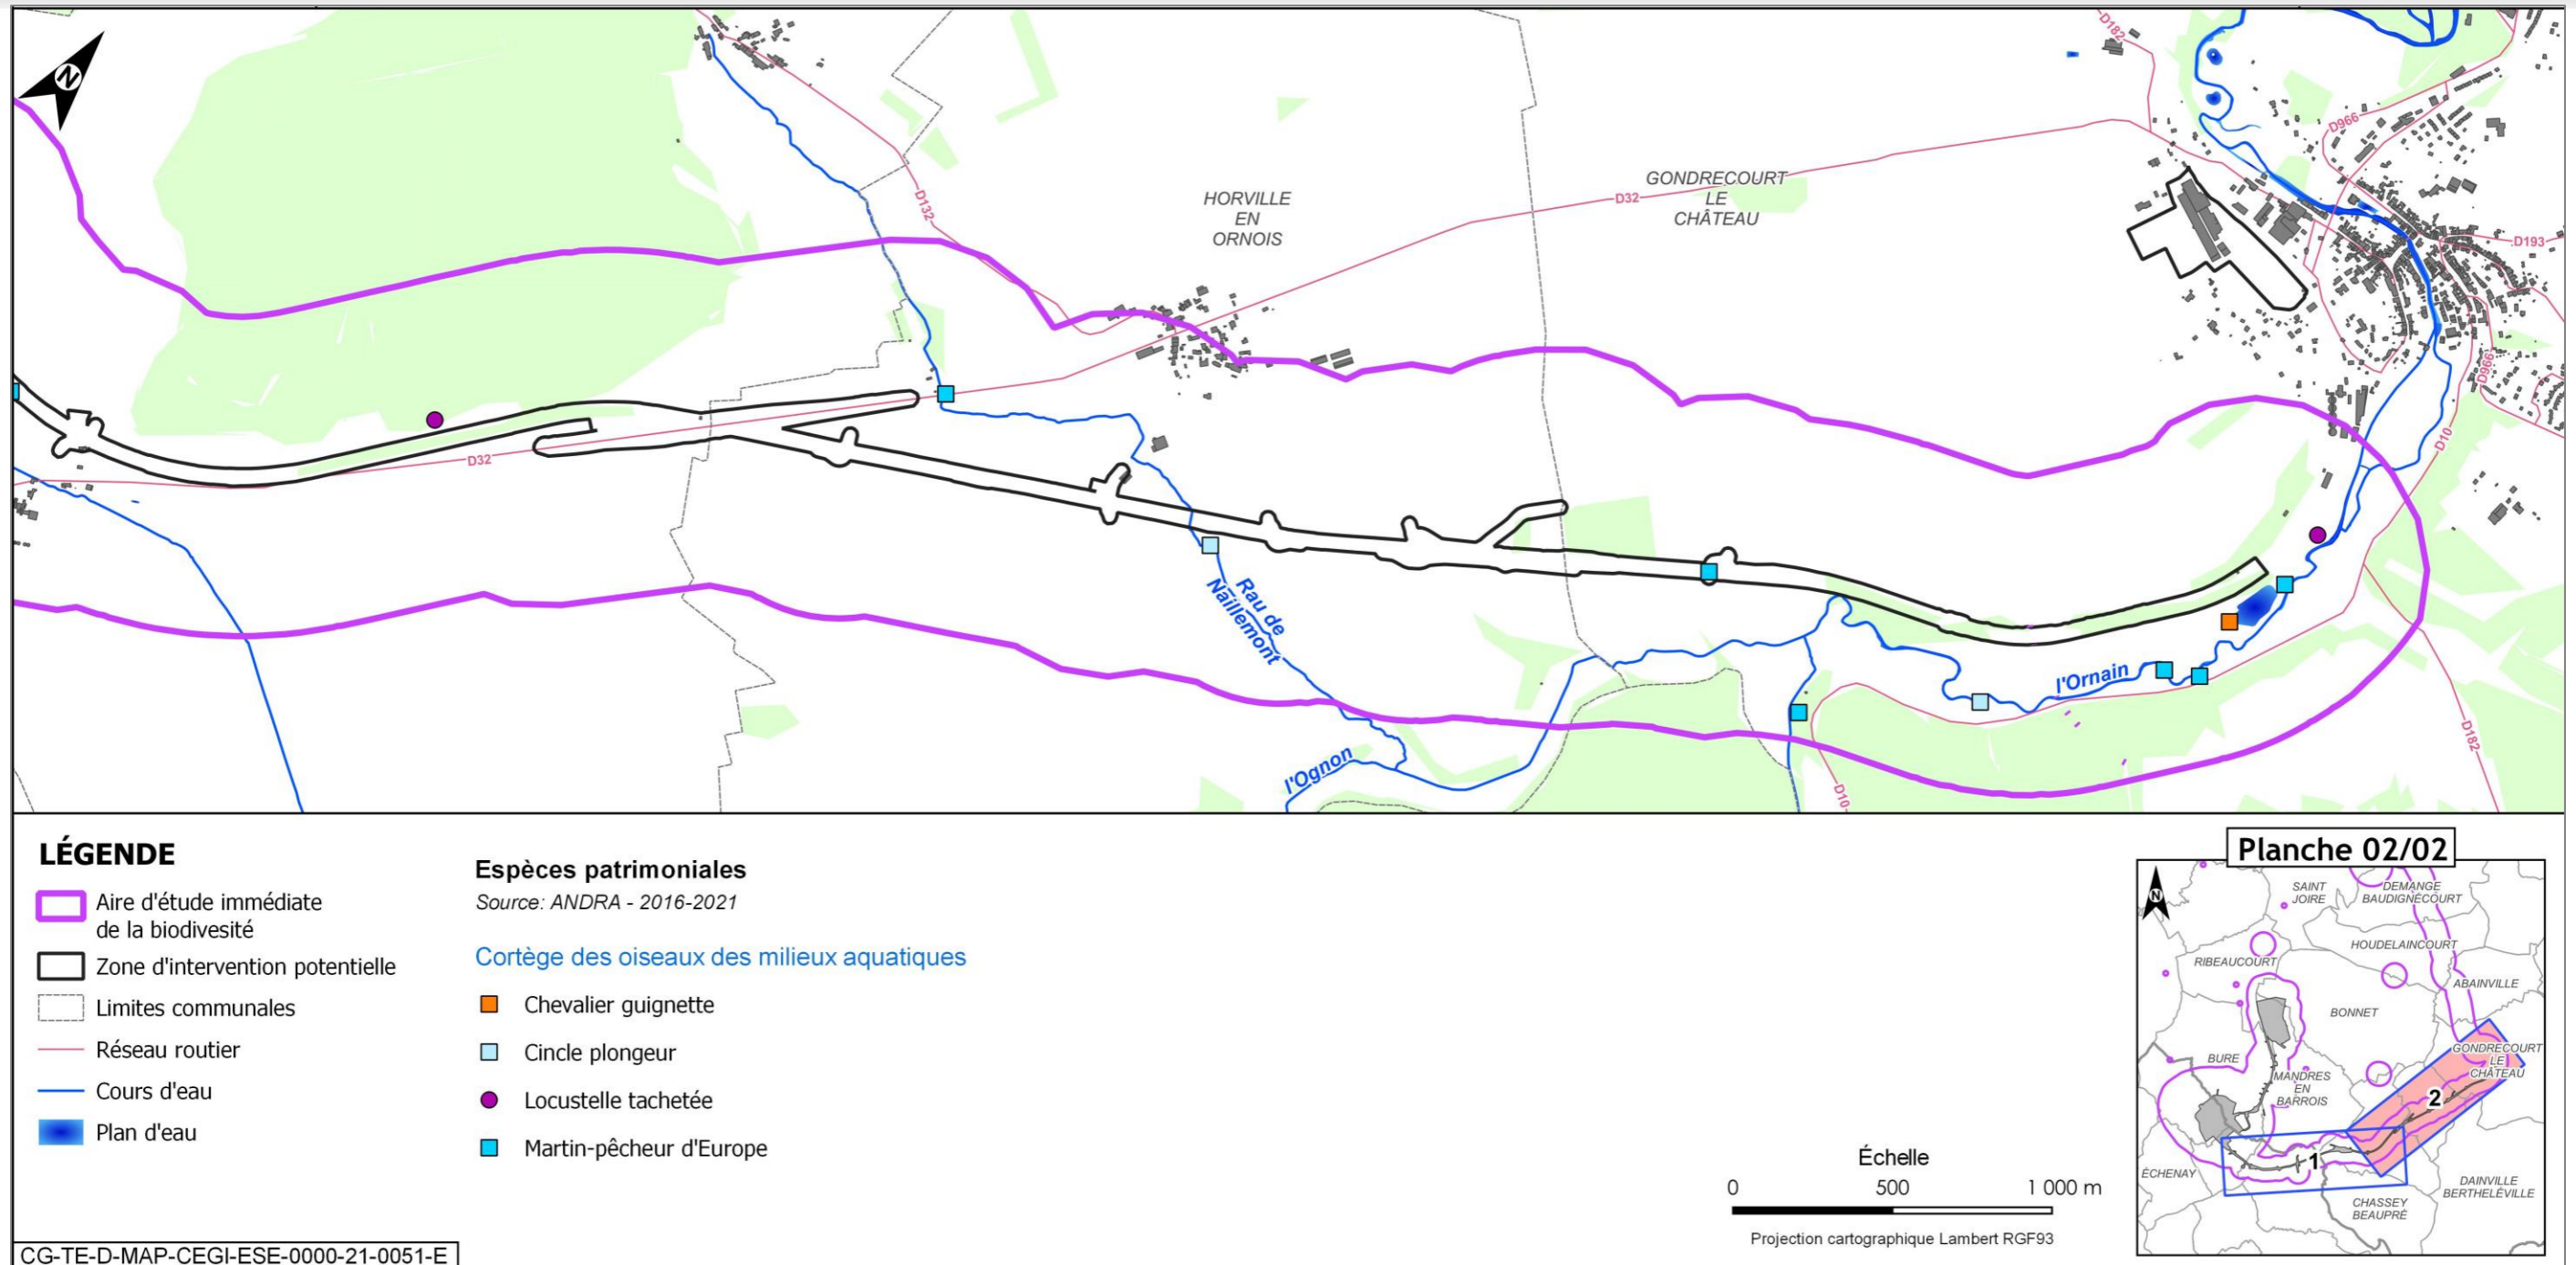 N
D182
D966
D132
HORVILLE
EN
ORNOIS
GONDRECOURT
LE
CHÂTEAU
D32
D193
D966
D10
D32
Rau de
Naillemont
l'Ornain
l'Ognon
D10
D182
LÉGENDE
Aire d'étude immédiate
de la biodivesité
Zone d'intervention potentielle
Limites communales
Réseau routier
Cours d'eau
Plan d'eau
Espèces patrimoniales
Source: ANDRA - 2016-2021
Cortège des oiseaux des milieux aquatiques
Chevalier guignette
Cincle plongeur
Locustelle tachetée
Martin-pêcheur d'Europe
Échelle
0 500 1 000 m
Projection cartographique Lambert RGF93
Planche 02/02
N
SAINT
JOIRE
DEMANGE
BAUDIGNÉCOURT
HOUDELAINCOURT
RIBEAUCOURT
ABAINVILLE
BONNET
GONDRECOURT
LE
CHÂTEAU
BURE
MANDRES
EN
BARROIS
2
1
ÉCHENAY
DAINVILLE
BERTHELÉVILLE
CHASSEY
BEAUPRÉ
CG-TE-D-MAP-CEGI-ESE-0000-21-0051-E